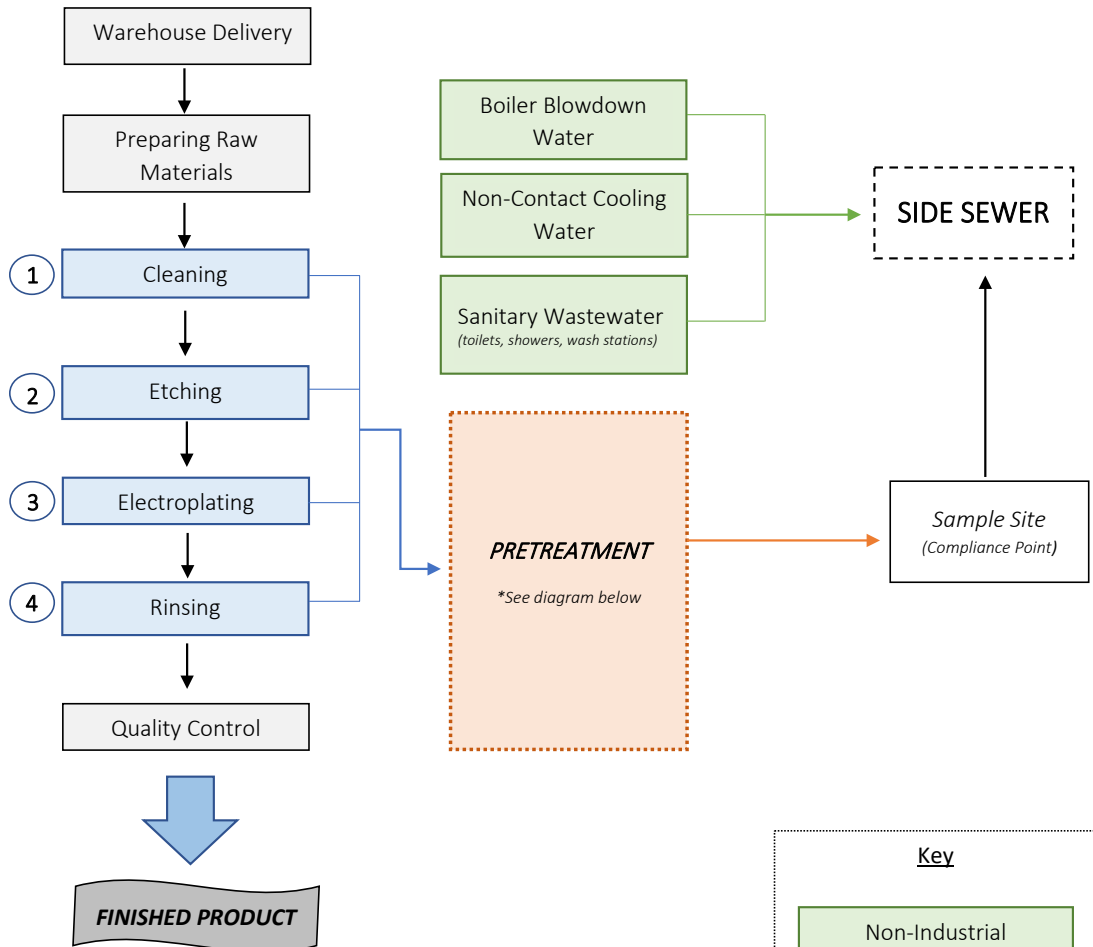 Warehouse Delivery
Preparing Raw
Materials
1
Cleaning
2
Etching
3
Electroplating
4
Rinsing
Quality Control
FINISHED PRODUCT
Boiler Blowdown
Water
Non-Contact Cooling
Water
Sanitary Wastewater
(toilets, showers, wash stations)
PRETREATMENT
*See diagram below
SIDE SEWER
Sample Site
(Compliance Point)
Key
Non-Industrial